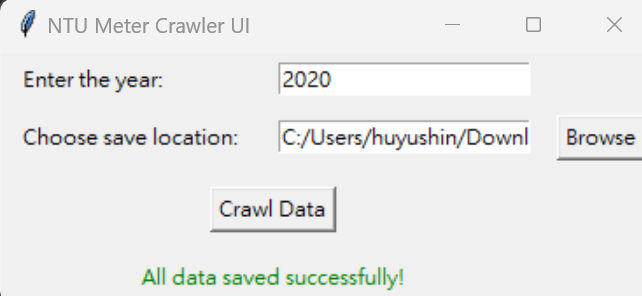 NTU Meter Crawler UI
Enter the year: 2020
Choose save location: C:/Users/huyushin/Downl Browse
Crawl Data
All data saved successfully!